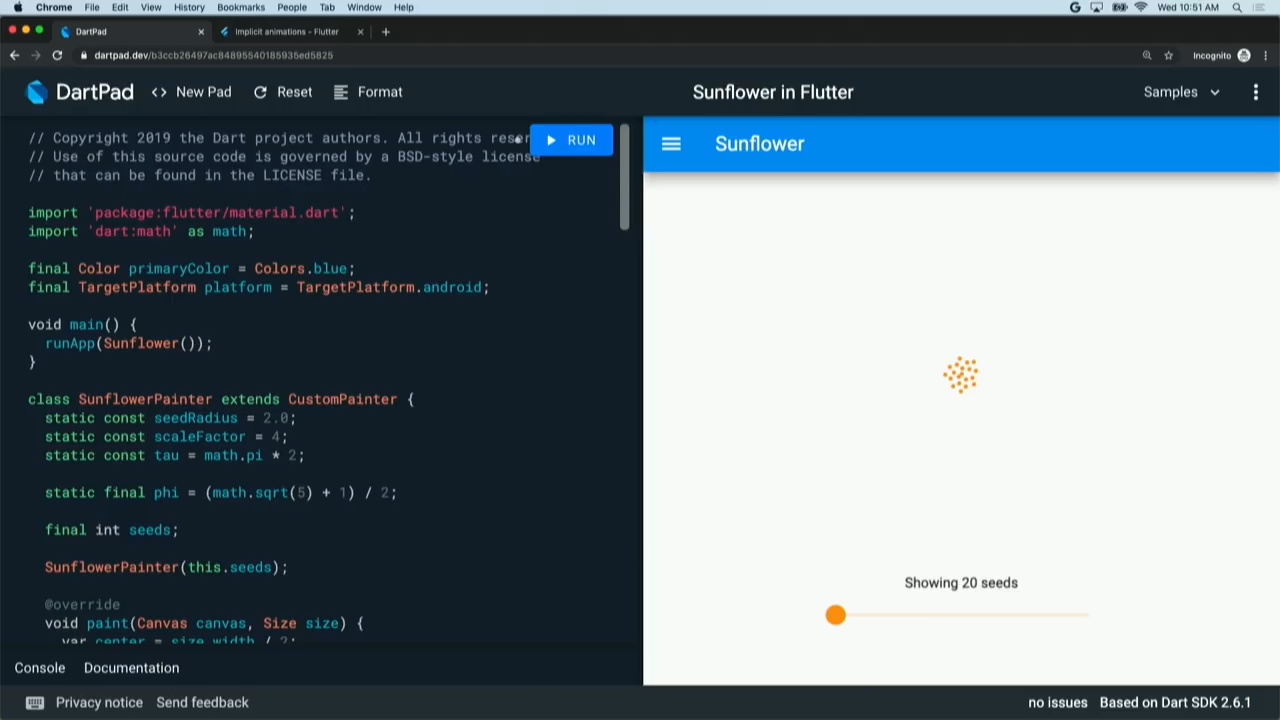 Chrome File Edit View History Bookmarks People Tab Window Help Wed 10:51 AM
DartPad Implicit animations - Flutter
dartpad.dev/b3ccb26497ac84895540185935ed5825 Incognito
DartPad <> New Pad Reset Format Sunflower in Flutter Samples
// Copyright 2019 the Dart project authors. All rights reser
RUN
// Use of this source code is governed by a BSD-style license
// that can be found in the LICENSE file.
import 'package:flutter/material.dart';
import 'dart:math' as math;
final Color primaryColor = Colors.blue;
final TargetPlatform platform = TargetPlatform.android;
void main() {
runApp(Sunflower());
}
class SunflowerPainter extends CustomPainter {
static const seedRadius = 2.0;
static const scaleFactor = 4;
static const tau = math.pi * 2;
static final phi = (math.sqrt(5) + 1) / 2;
final int seeds;
SunflowerPainter(this.seeds);
@override
void paint(Canvas canvas, Size size) {
var center = size.width / 2;
Sunflower
Showing 20 seeds
Console Documentation
Privacy notice Send feedback no issues Based on Dart SDK 2.6.1